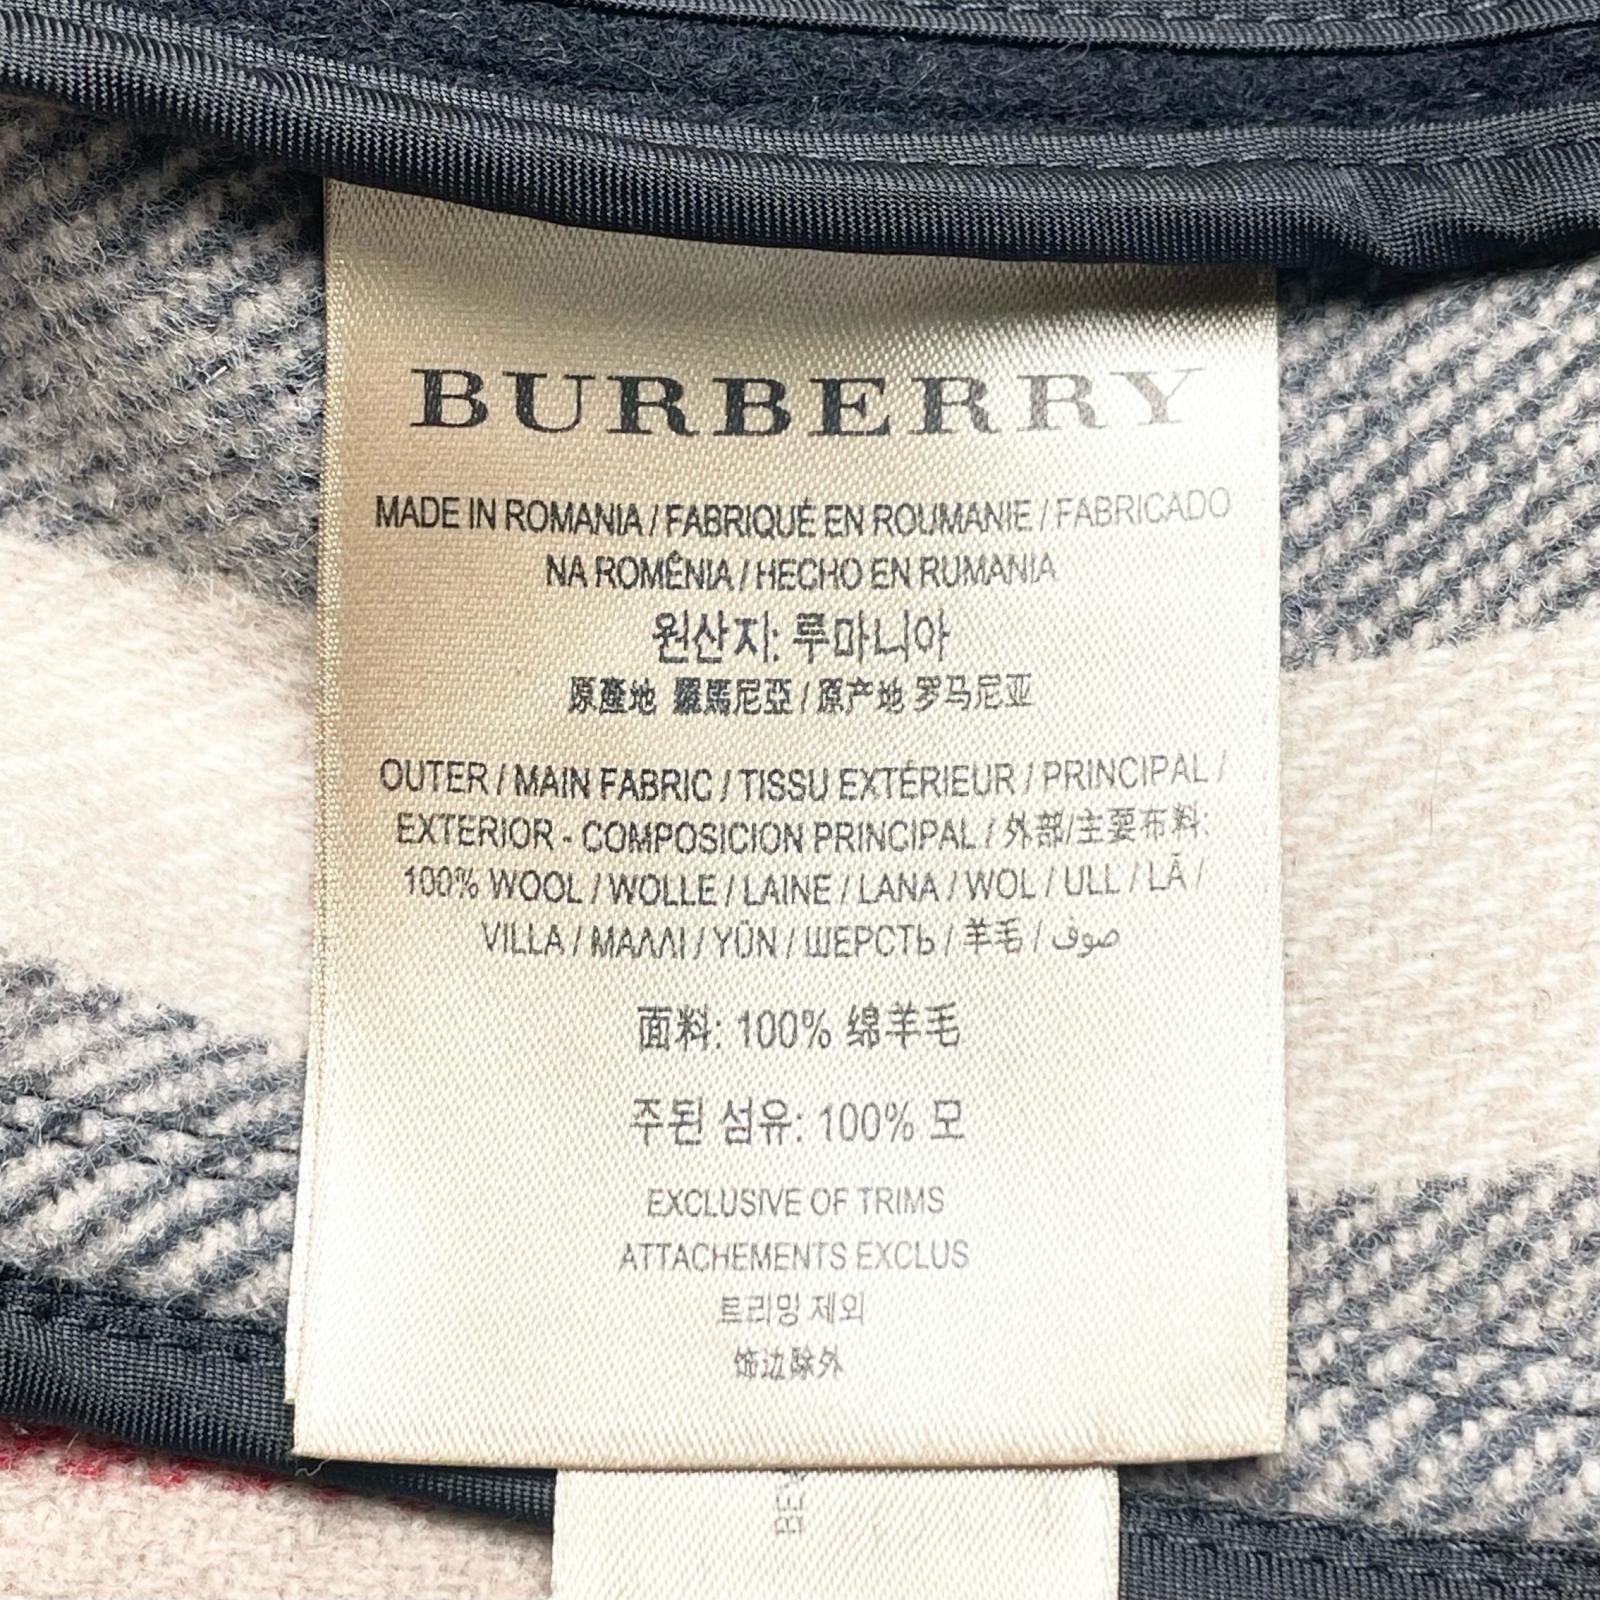 BURBERRY
MADE IN ROMANIA / FABRIQUÉ EN ROUMANIE / FABRICADO
NA ROMÊNIA / HECHO EN RUMANIA
원산지: 루마니아
原產地 羅馬尼亞 / 原产地 罗马尼亚
OUTER / MAIN FABRIC / TISSU EXTÉRIEUR / PRINCIPAL /
EXTERIOR - COMPOSICION PRINCIPAL / 外部/主要布料:
100% WOOL / WOLLE / LAINE / LANA / WOL / ULL / LÃ /
VILLA / ΜΑΛΛΙ / YÜN / ШЕРСТЬ / 羊毛 / صوف
面料: 100% 绵羊毛
주된 섬유: 100% 모
EXCLUSIVE OF TRIMS
ATTACHEMENTS EXCLUS
트리밍 제외
饰边除外